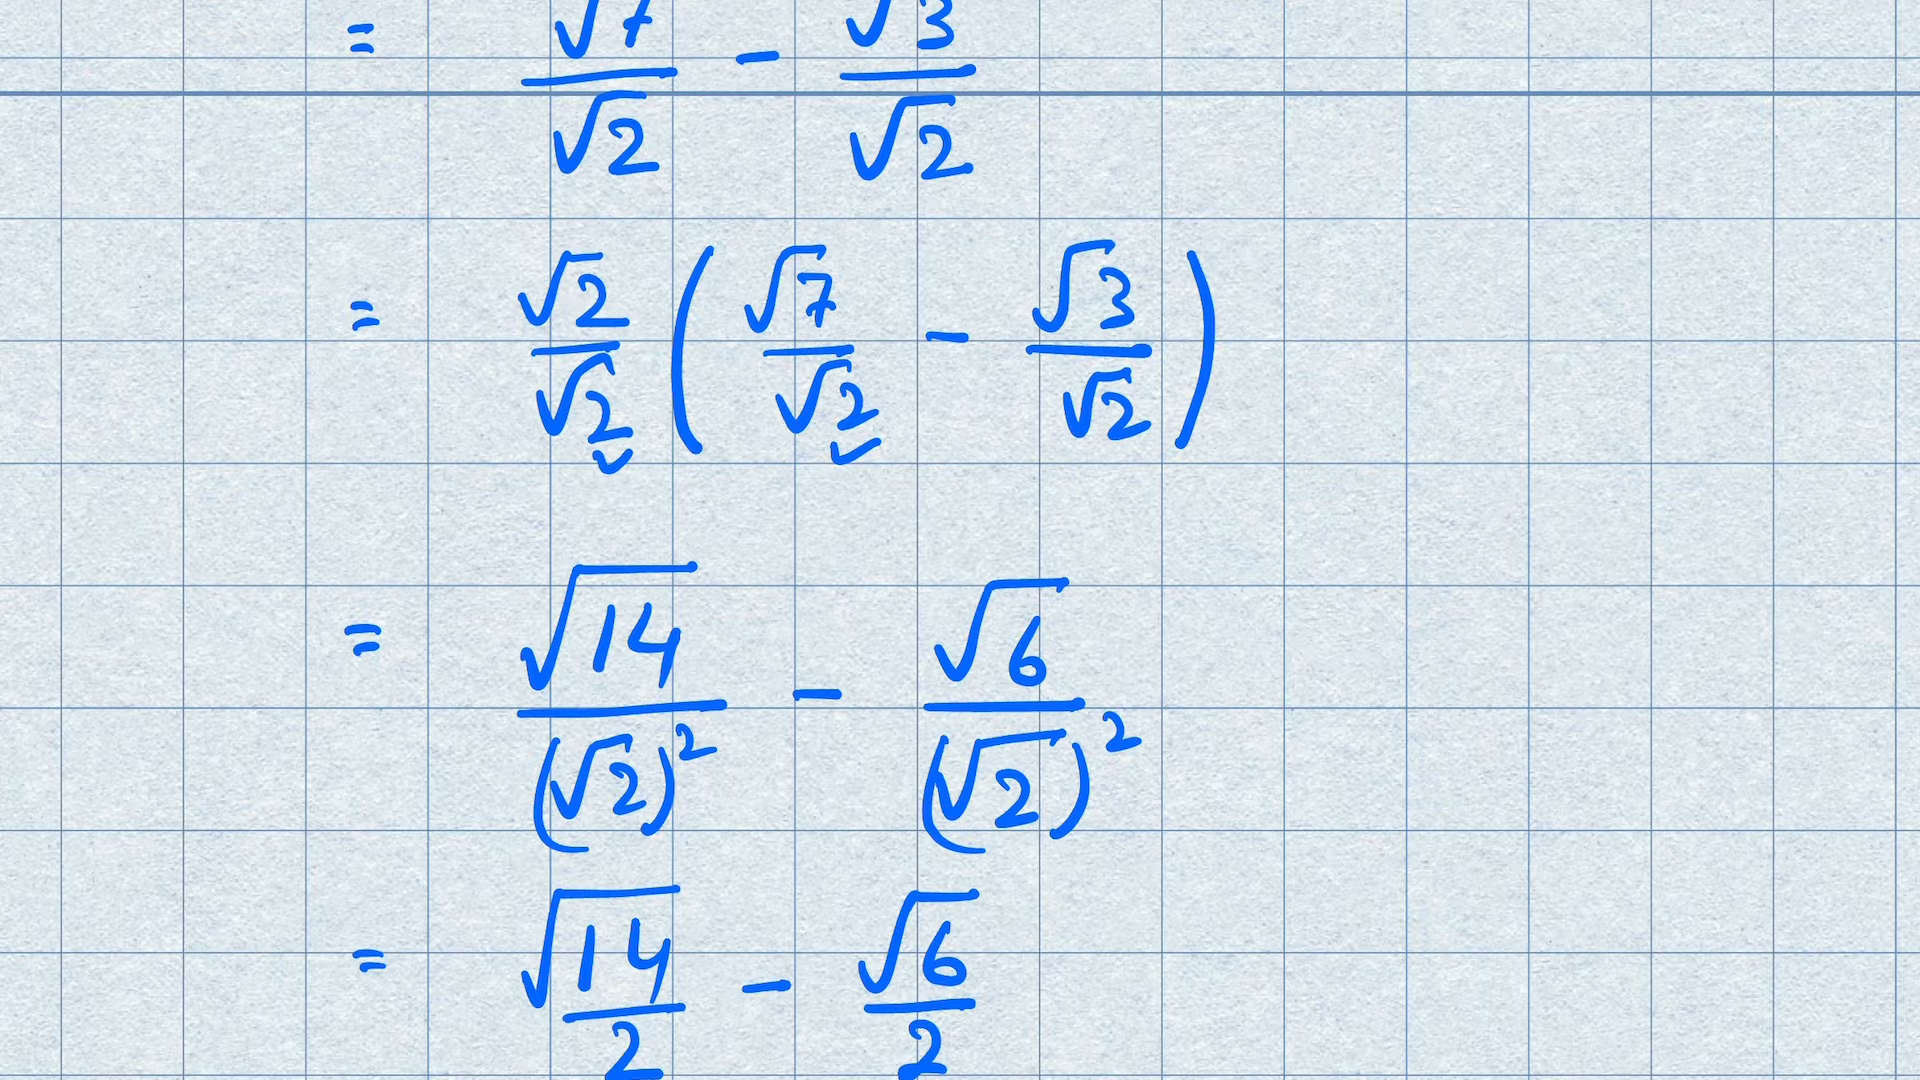 = √7/√2 - √3/√2
= √2/√2 (√7/√2 - √3/√2)
= √14/(√2)² - √6/(√2)²
= √14/2 - √6/2